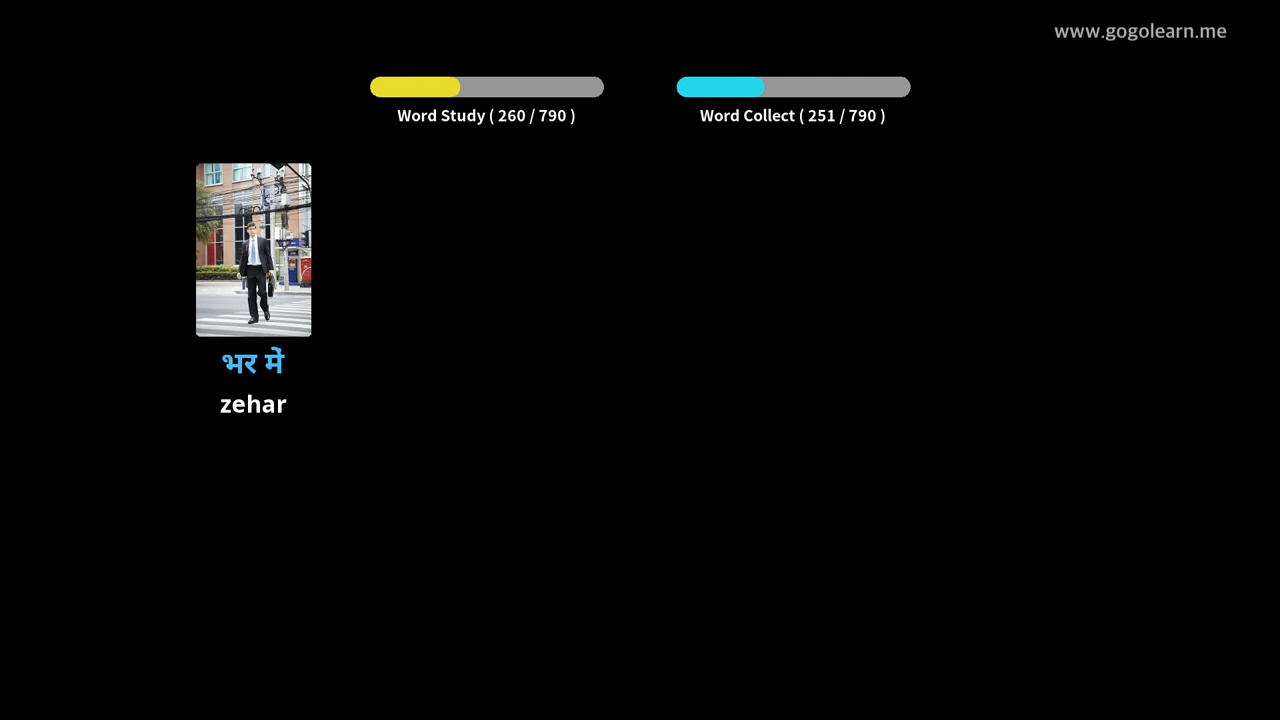 www.gogolearn.me
Word Study ( 260 / 790 )
Word Collect ( 251 / 790 )
भर में
zehar